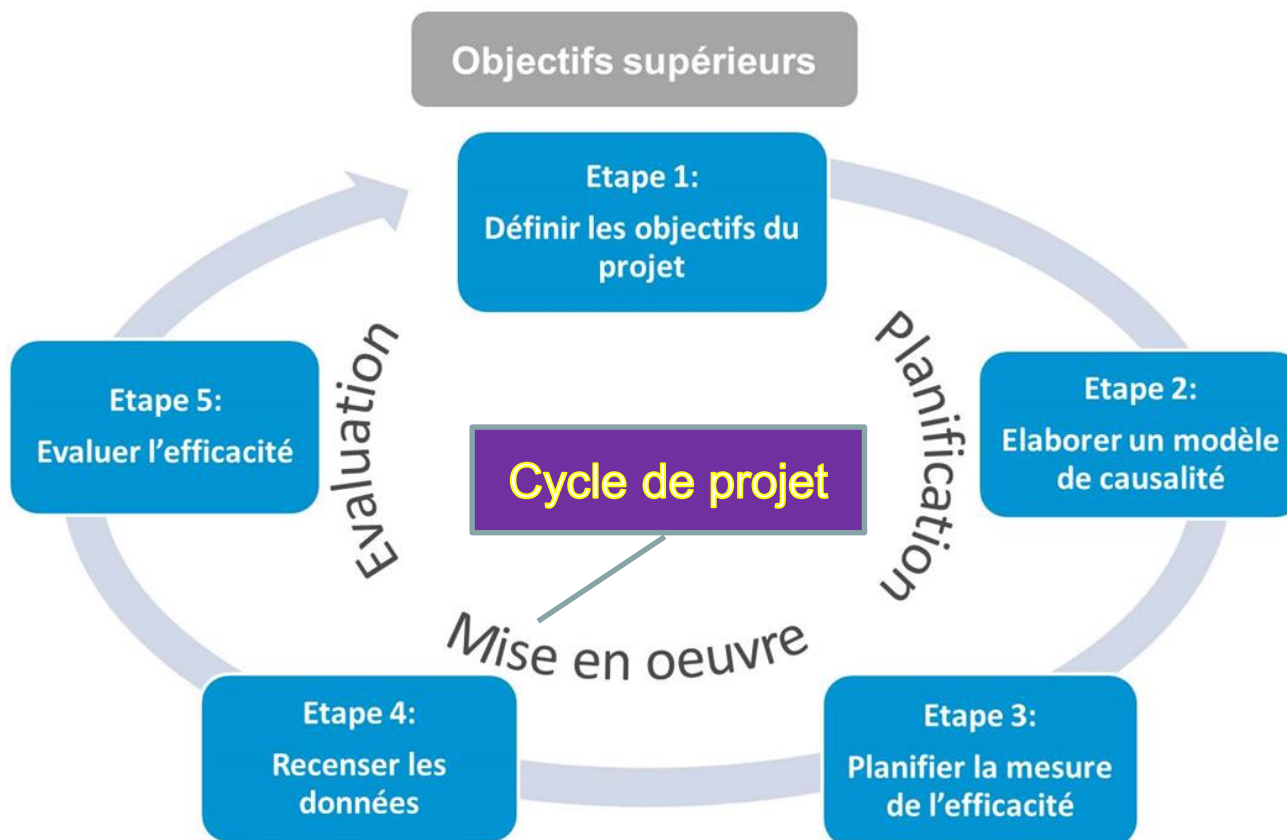 Objectifs supérieurs
Etape 1:
Définir les objectifs du
projet
Planification
Etape 2:
Elaborer un modèle
de causalité
Etape 3:
Planifier la mesure
de l’efficacité
Mise en oeuvre
Etape 4:
Recenser les
données
Evaluation
Etape 5:
Evaluer l’efficacité
Cycle de projet